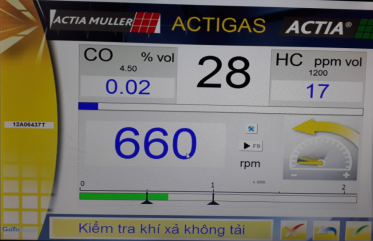 ACTIA MULLER ACTIGAS ACTIA®
CO % vol
4.50
0.02
28
HC ppm vol
1200
17
12A06437T
660
F9
rpm
0 1 2
Kiểm tra khí xả không tải